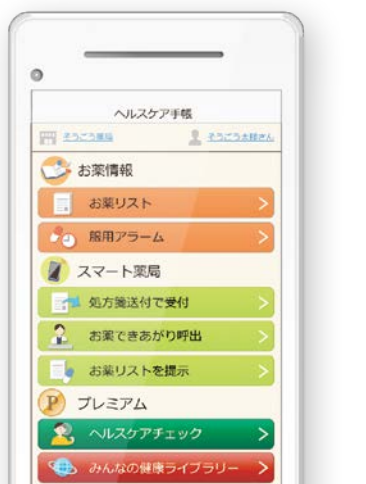 ヘルスケア手帳
そうごう薬局
そうごう太郎さん
お薬情報
お薬リスト
服用アラーム
スマート薬局
処方箋送付で受付
お薬できあがり呼出
お薬リストを提示
P プレミアム
ヘルスケアチェック
みんなの健康ライブラリー